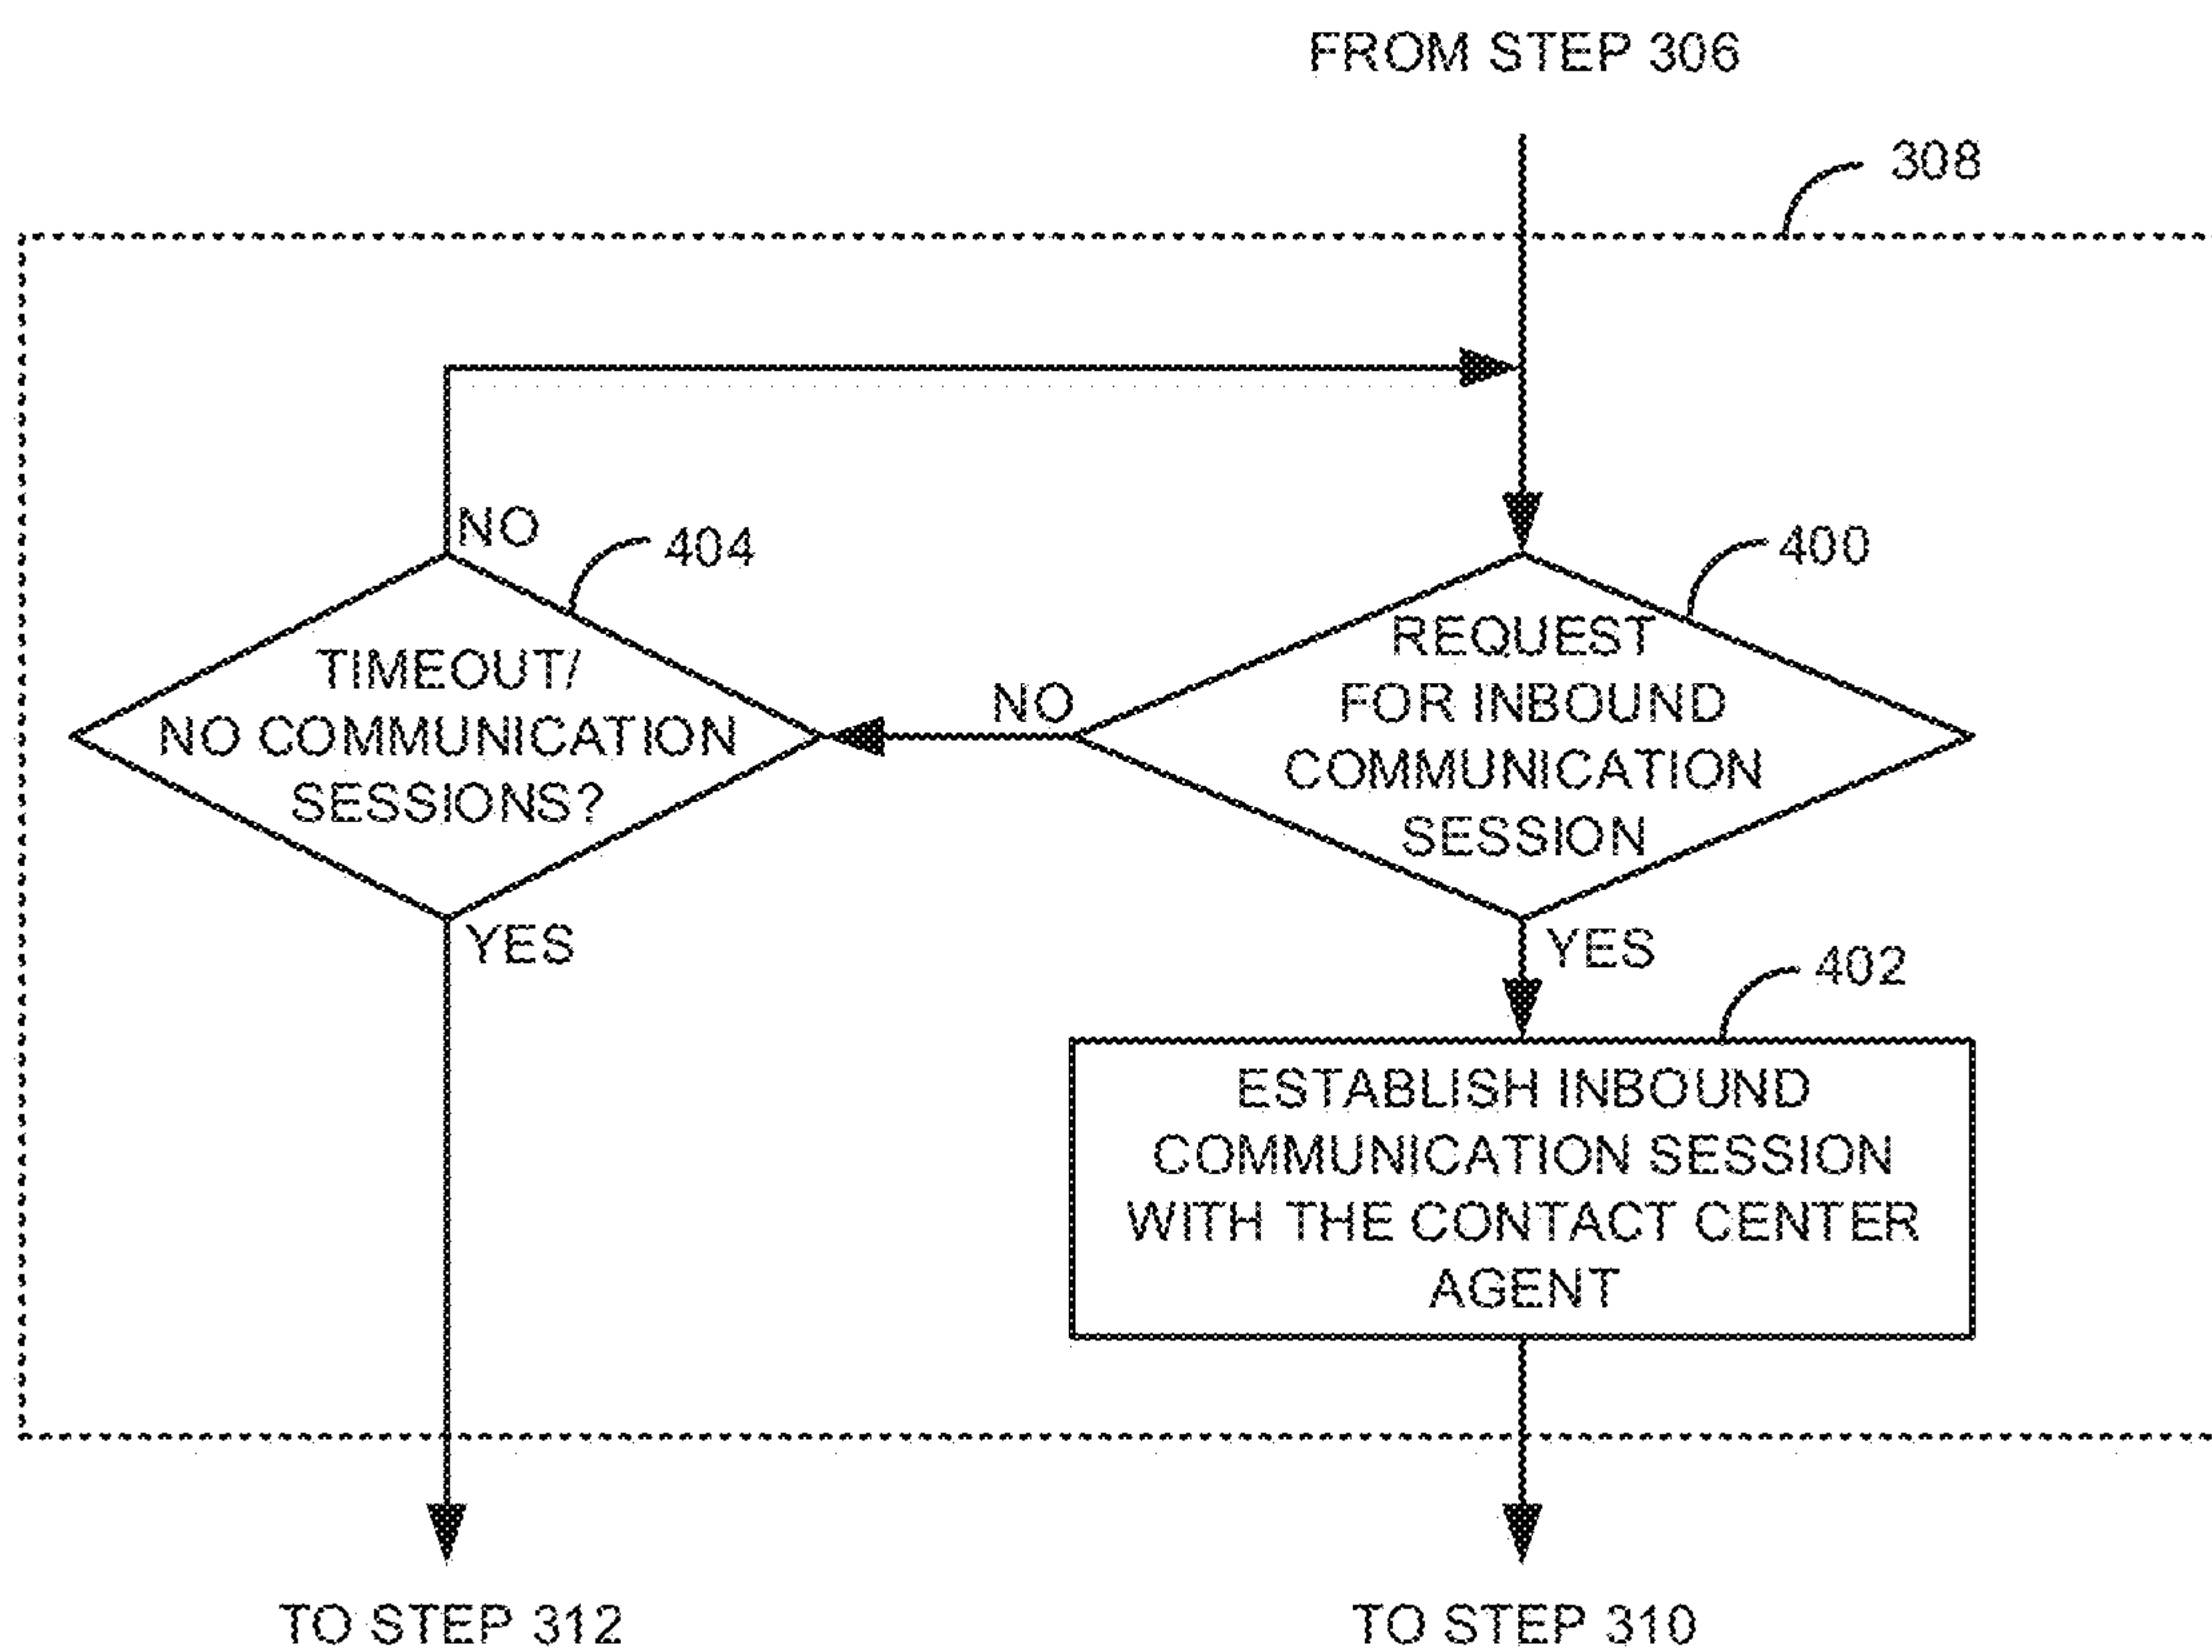 FROM STEP 306
308
NO
404
400
TIMEOUT/
NO COMMUNICATION
SESSIONS?
NO
REQUEST
FOR INBOUND
COMMUNICATION
SESSION
YES
YES
402
ESTABLISH INBOUND
COMMUNICATION SESSION
WITH THE CONTACT CENTER
AGENT
TO STEP 312
TO STEP 310